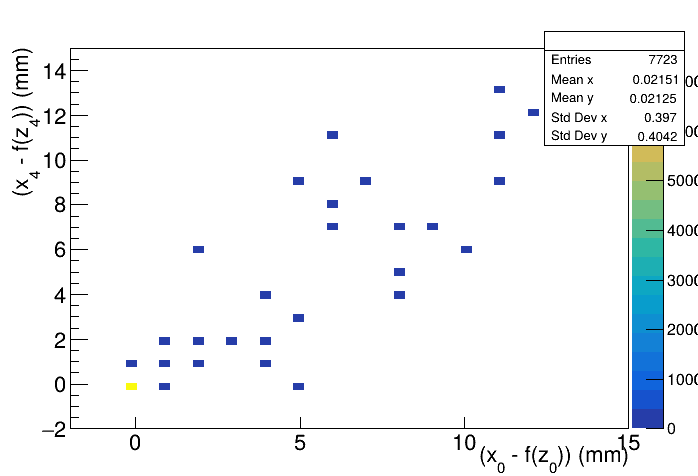 (x4 - f(z4)) (mm)
14
12
10
8
6
4
2
0
−2
0
5
10
15
(x0 - f(z0)) (mm)
Entries 7723
Mean x 0.02151
Mean y 0.02125
Std Dev x 0.397
Std Dev y 0.4042
5000
4000
3000
2000
1000
0